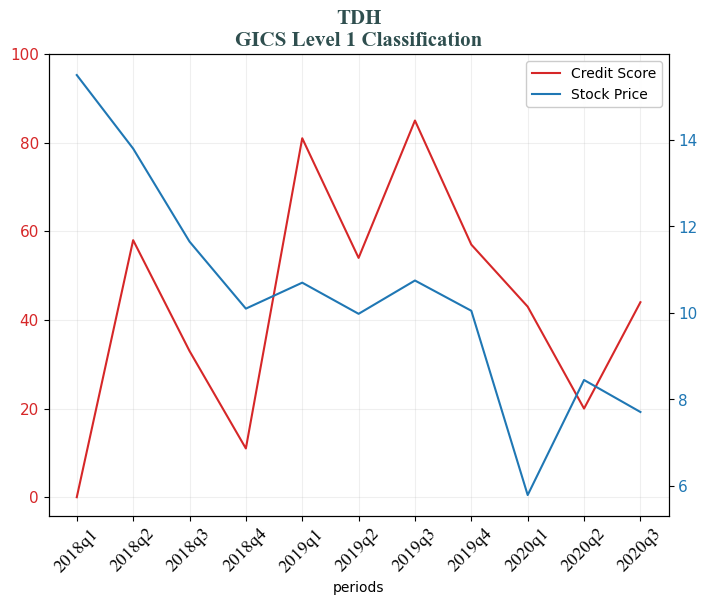 TDH
GICS Level 1 Classification
Credit Score
Stock Price
100
80
60
40
20
0
14
12
10
8
6
2018q1
2018q2
2018q3
2018q4
2019q1
2019q2
2019q3
2019q4
2020q1
2020q2
2020q3
periods